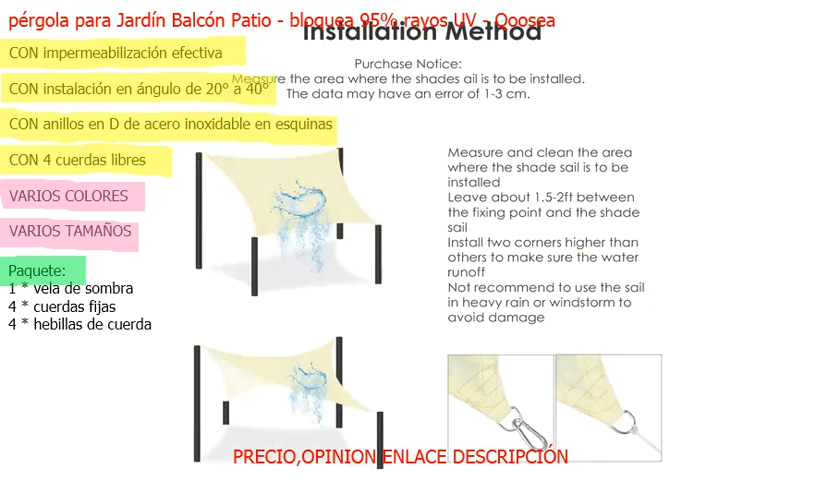 pérgola para Jardín Balcón Patio - bloquea 95% rayos UV - Qoosea
Installation Method
CON impermeabilización efectiva
Purchase Notice:
Measure the area where the shades ail is to be installed.
The data may have an error of 1-3 cm.
CON instalación en ángulo de 20° a 40°
CON anillos en D de acero inoxidable en esquinas
CON 4 cuerdas libres
VARIOS COLORES
VARIOS TAMAÑOS
Paquete:
1 * vela de sombra
4 * cuerdas fijas
4 * hebillas de cuerda
Measure and clean the area
where the shade sail is to be
installed
Leave about 1.5-2ft between
the fixing point and the shade
sail
Install two corners higher than
others to make sure the water
runoff
Not recommend to use the sail
in heavy rain or windstorm to
avoid damage
PRECIO,OPINION ENLACE DESCRIPCIÓN